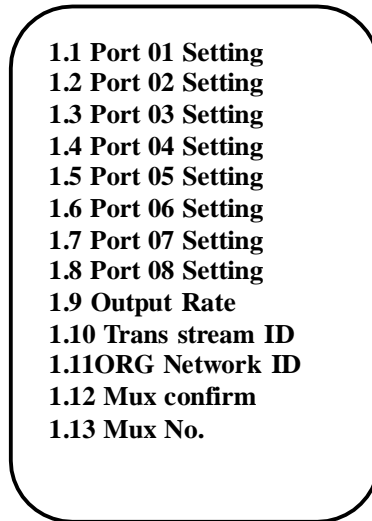 1.1 Port 01 Setting
1.2 Port 02 Setting
1.3 Port 03 Setting
1.4 Port 04 Setting
1.5 Port 05 Setting
1.6 Port 06 Setting
1.7 Port 07 Setting
1.8 Port 08 Setting
1.9 Output Rate
1.10 Trans stream ID
1.11ORG Network ID
1.12 Mux confirm
1.13 Mux No.